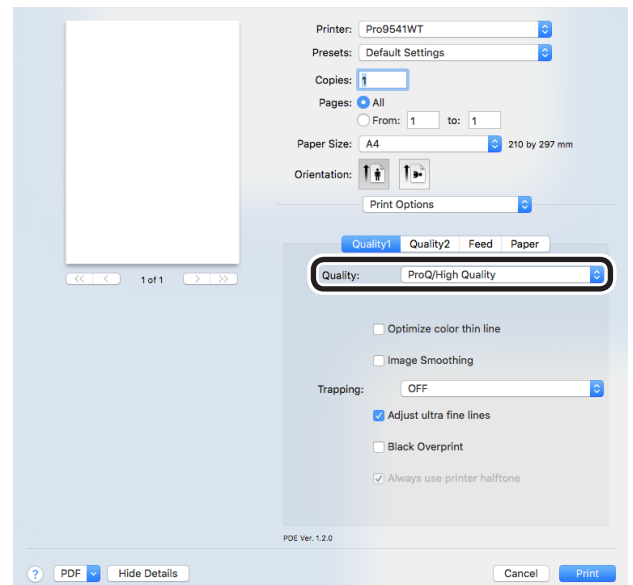 Printer: Pro9541WT
Presets: Default Settings
Copies: 1
Pages: All
From: 1 to: 1
Paper Size: A4 210 by 297 mm
Orientation:
Print Options
Quality1 Quality2 Feed Paper
<< < 1 of 1 > >>
Quality: ProQ/High Quality
Optimize color thin line
Image Smoothing
Trapping: OFF
Adjust ultra fine lines
Black Overprint
Always use printer halftone
PDE Ver. 1.2.0
? PDF Hide Details Cancel Print